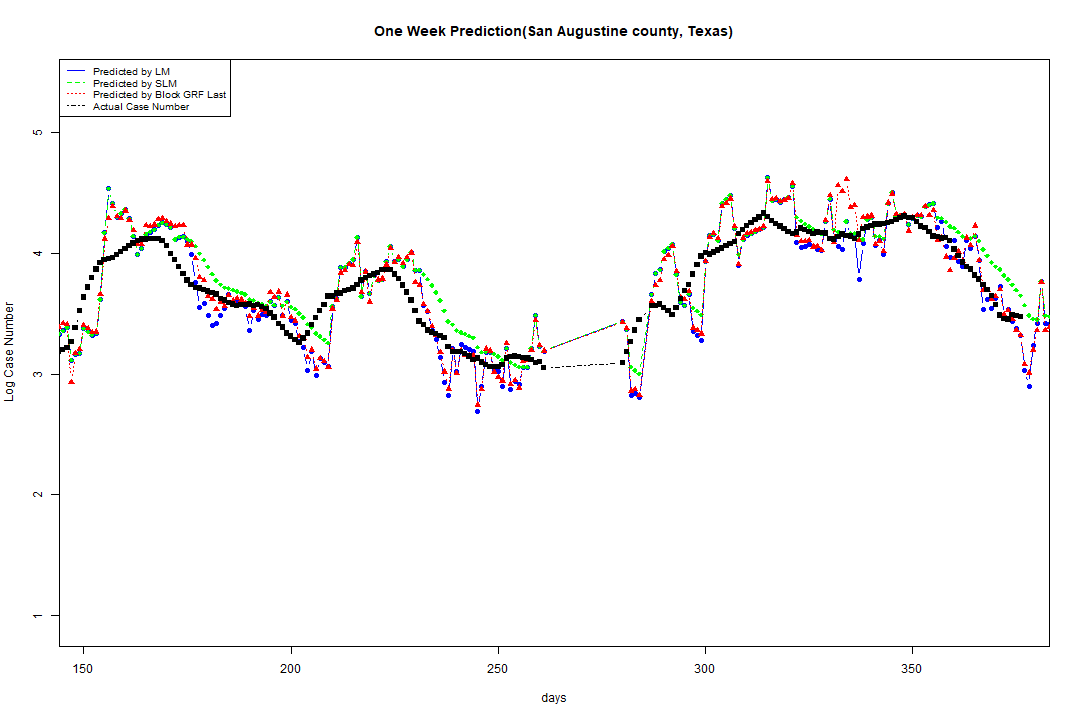 One Week Prediction(San Augustine county, Texas)
Predicted by LM
Predicted by SLM
Predicted by Block GRF Last
Actual Case Number
5
4
3
2
1
Log Case Number
150 200 250 300 350
days